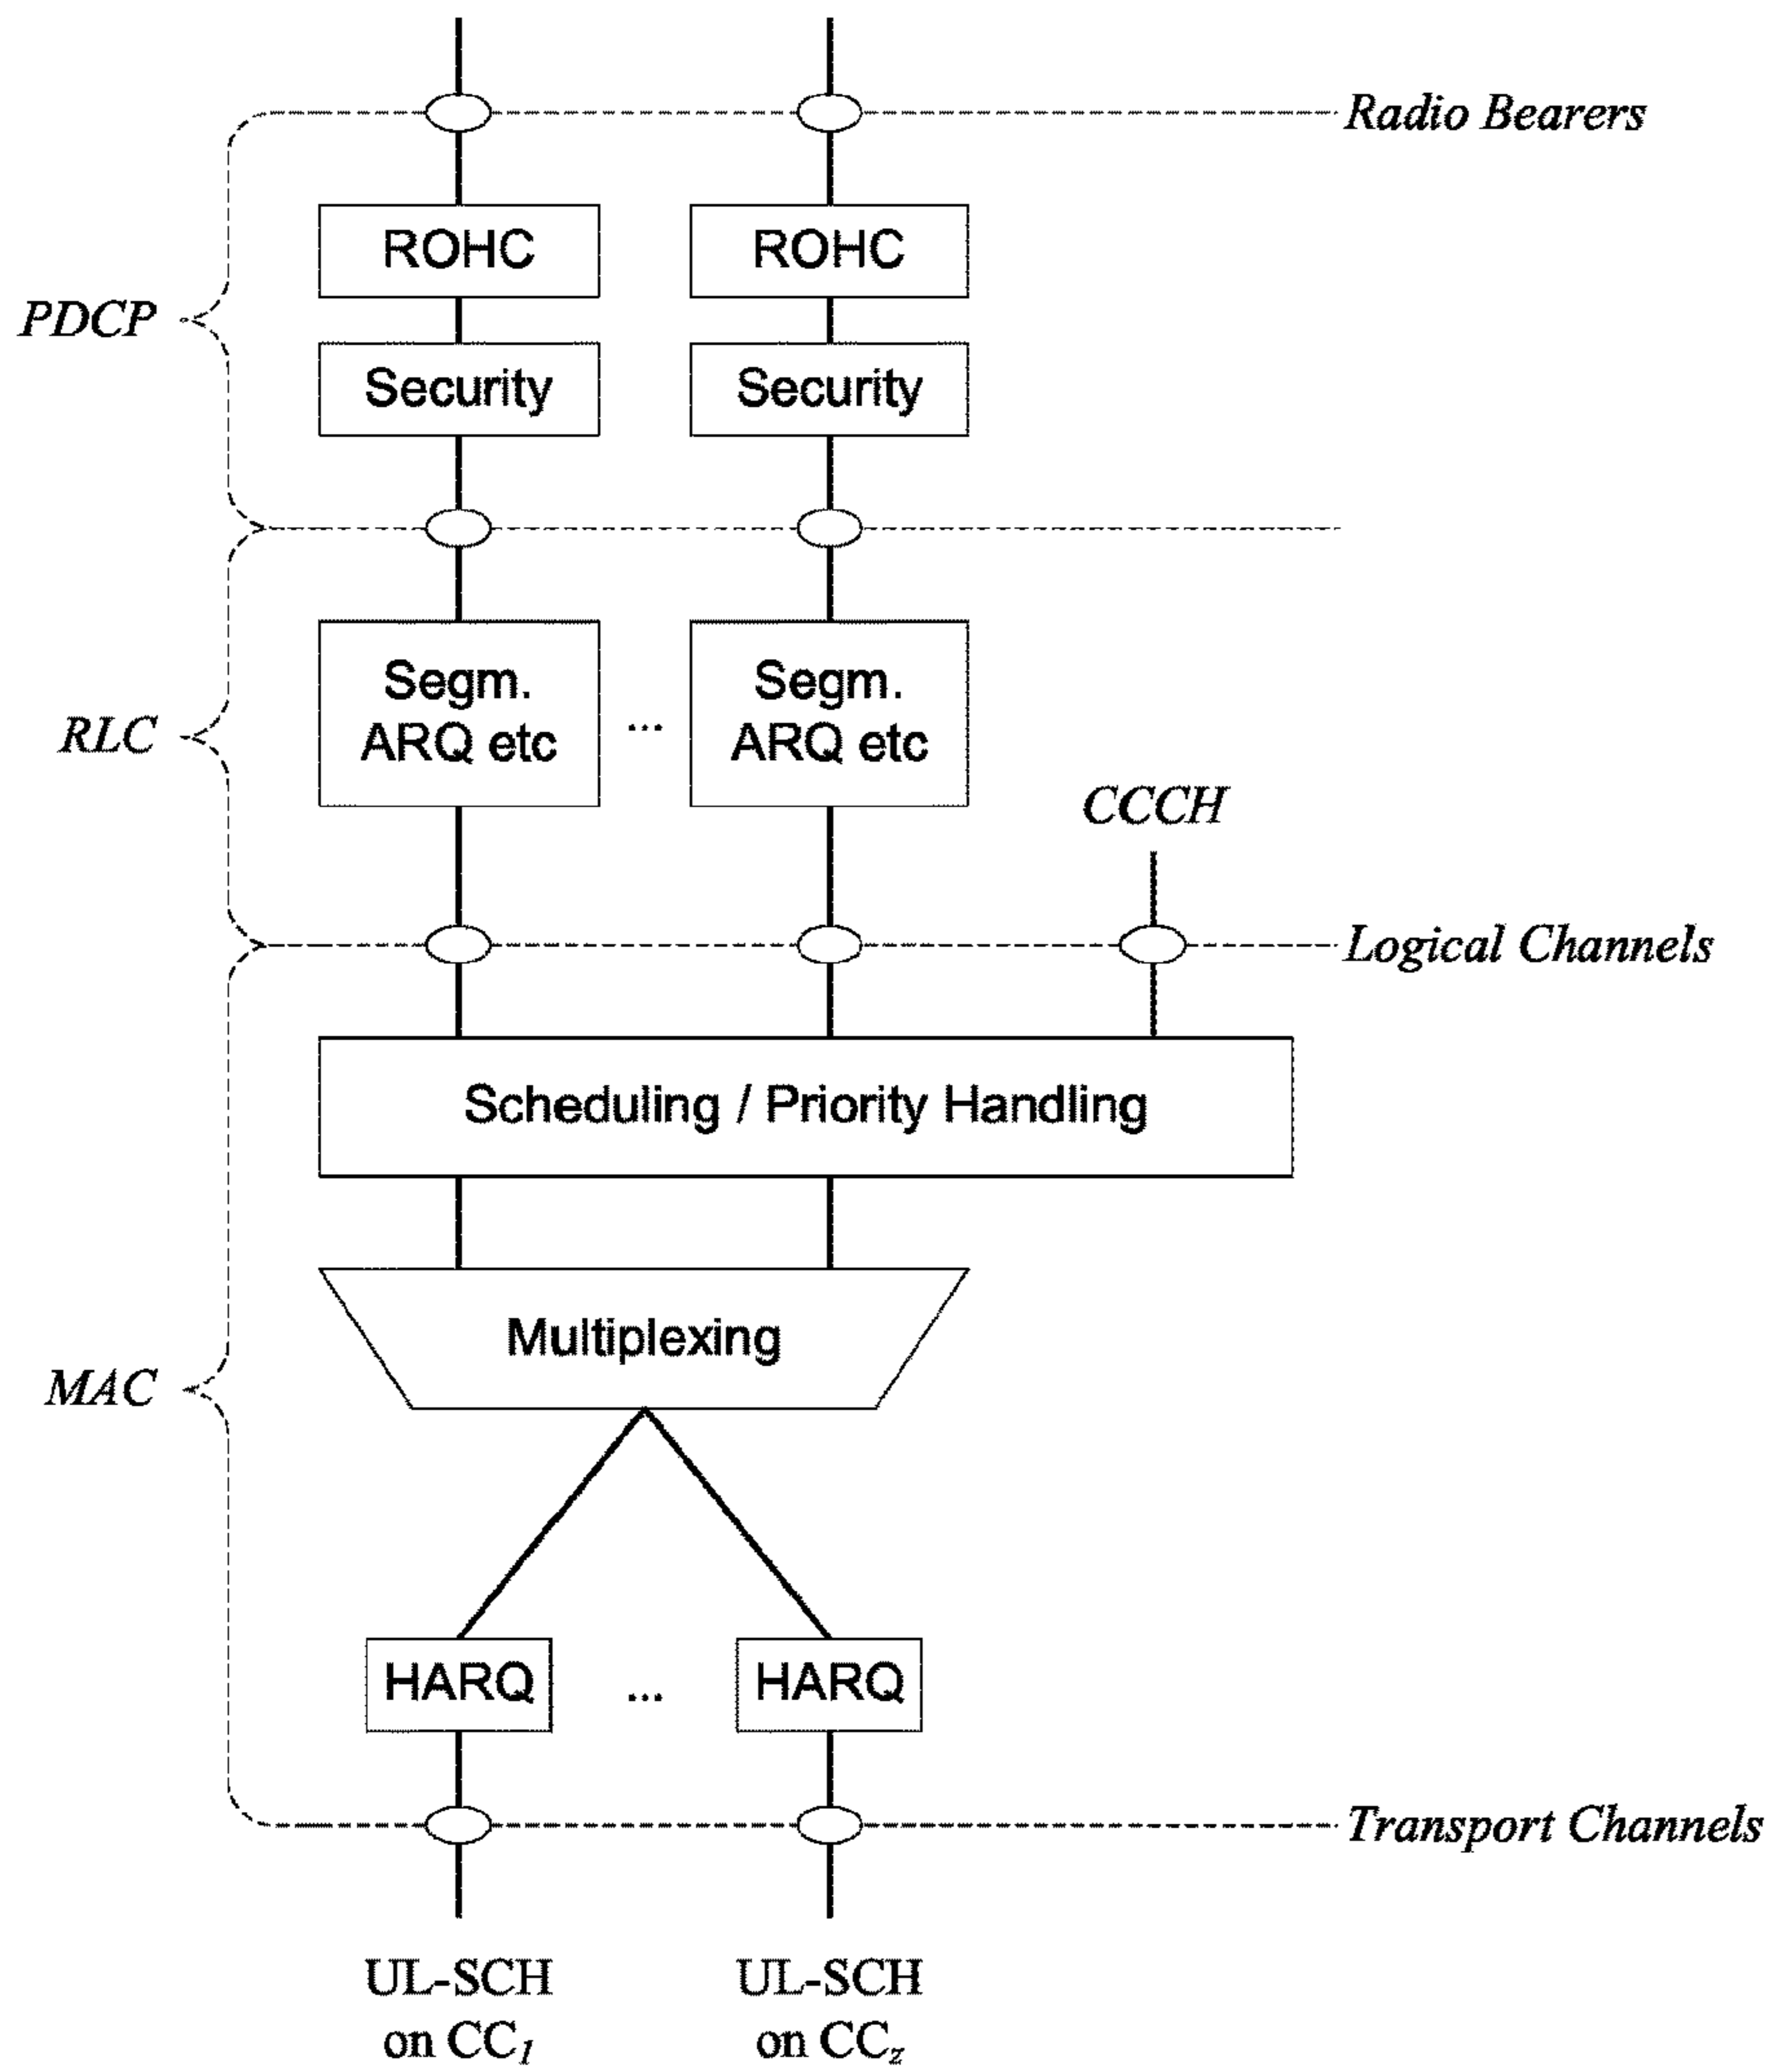 Radio Bearers
ROHC
ROHC
PDCP
Security
Security
Segm.
ARQ etc
...
Segm.
ARQ etc
RLC
CCCH
Logical Channels
Scheduling / Priority Handling
Multiplexing
MAC
HARQ
...
HARQ
Transport Channels
UL-SCH
on CC1
UL-SCH
on CCz